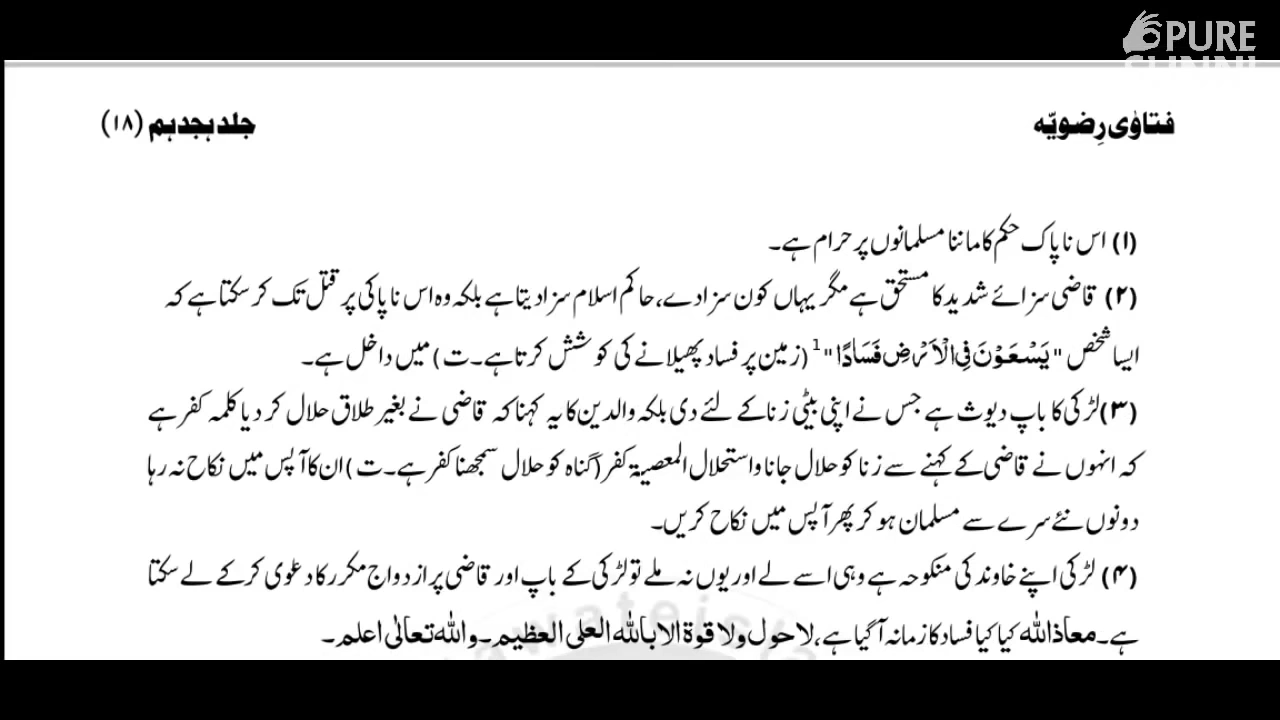 PURE
فتاوٰی رِضویّہ
جلد ہجدہم (۱۸)
(۱) اس ناپاک حکم کا ماننا مسلمانوں پر حرام ہے۔
(۲) قاضی سزائے شدید کا مستحق ہے مگر یہاں کون سزا دے، حاکم اسلام سزا دیتا ہے بلکہ وہ اس ناپاکی پر قتل تک کرسکتا ہے کہ
ایسا شخص "یَسْعَوْنَ فِی الْاَرْضِ فَسَادًا" 1 (زمین پر فساد پھیلانے کی کوشش کرتا ہے۔ت) میں داخل ہے۔
(۳) لڑکی کا باپ دیوث ہے جس نے اپنی بیٹی زنا کے لئے دی بلکہ والدین کا یہ کہنا کہ قاضی نے بغیر طلاق حلال کر دیا کلمہ کفر ہے
کہ انہوں نے قاضی کے کہنے سے زنا کو حلال جانا واستحلال المعصیۃ کفر (گناہ کو حلال سمجھنا کفر ہے۔ت) ان کا آپس میں نکاح نہ رہا
دونوں نئے سرے سے مسلمان ہو کر پھر آپس میں نکاح کریں۔
(۴) لڑکی اپنے خاوند کی منکوحہ ہے وہی اسے لے اور یوں نہ ملے تو لڑکی کے باپ اور قاضی پر ازدواج مکرر کا دعوٰی کرکے لے سکتا
ہے۔ معاذاللہ کیا کیا فساد کا زمانہ آگیا ہے، لاحول ولا قوۃ الا باللہ العلی العظیم۔ واللہ تعالٰی اعلم۔